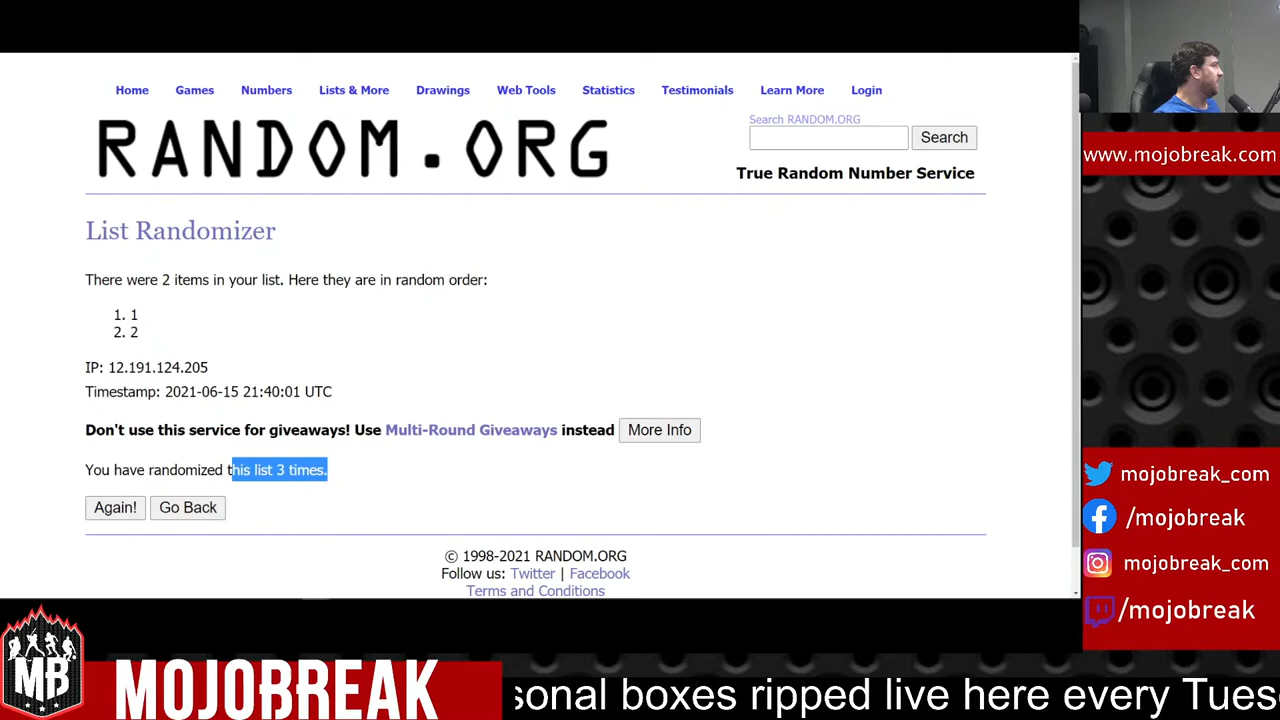 Home Games Numbers Lists & More Drawings Web Tools Statistics Testimonials Learn More Login
RANDOM.ORG
Search RANDOM.ORG
Search
True Random Number Service
List Randomizer
There were 2 items in your list. Here they are in random order:
1. 1
2. 2
IP: 12.191.124.205
Timestamp: 2021-06-15 21:40:01 UTC
Don't use this service for giveaways! Use Multi-Round Giveaways instead More Info
You have randomized this list 3 times.
Again! Go Back
© 1998-2021 RANDOM.ORG
Follow us: Twitter | Facebook
Terms and Conditions
www.mojobreak.com
mojobreak_com
/mojobreak
mojobreak_com
/mojobreak
MB
MOJOBREAK
sonal boxes ripped live here every Tues